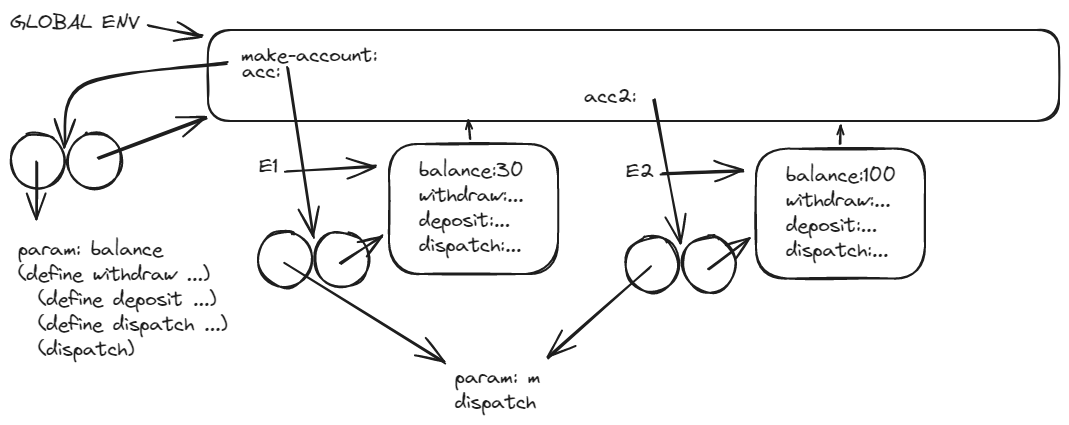 GLOBAL ENV
make-account:
acc:
acc2:
E1
balance:30
withdraw:...
deposit:...
dispatch:...
E2
balance:100
withdraw:...
deposit:...
dispatch:...
param: balance
(define withdraw ...)
(define deposit ...)
(define dispatch ...)
(dispatch)
param: m
dispatch